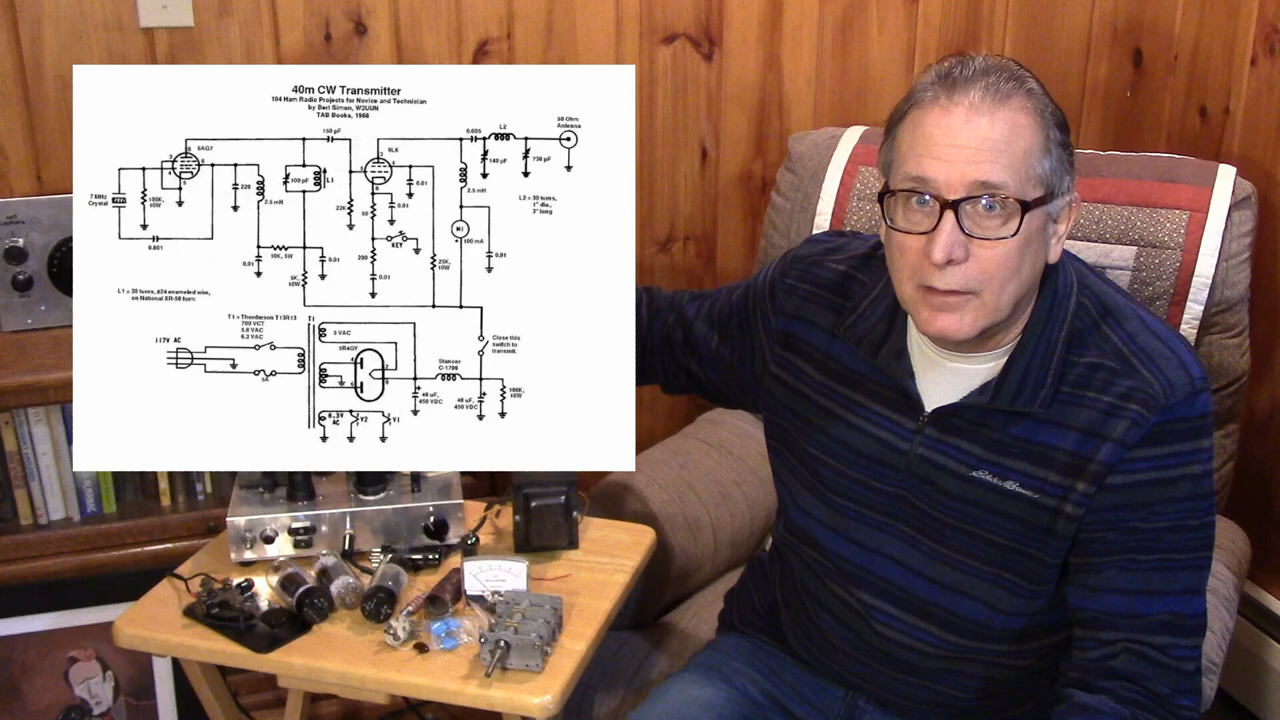 40m CW Transmitter
104 Ham Radio Projects for Novice and Technician
by Bert Simon, W2UUN
TAB Books, 1968
50 Ohm
Antenna
150 pF
0.005
L2
6AG7
6L6
140 pF
730 pF
7 MHz
Crystal
100K,
10W
220
2.5 mH
100 pF
L1
22K
50
0.01
0.01
2.5 mH
L2 = 30 turns,
1" dia.,
3" long
0.001
0.01
10K, 5W
0.01
5K,
10W
KEY
200
0.01
25K,
10W
M1
100 mA
0.01
L1 = 30 turns, #24 enameled wire,
on National XR-50 form
T1 = Thordarson T13R13
700 VCT
5.0 VAC
6.3 VAC
T1
5 VAC
5R4GY
117V AC
5A
Close this
switch to
transmit.
Stancor
C-1709
40 uF,
450 VDC
40 uF,
450 VDC
100K,
10W
6.3V
AC
V2
V1
Eddie Bauer